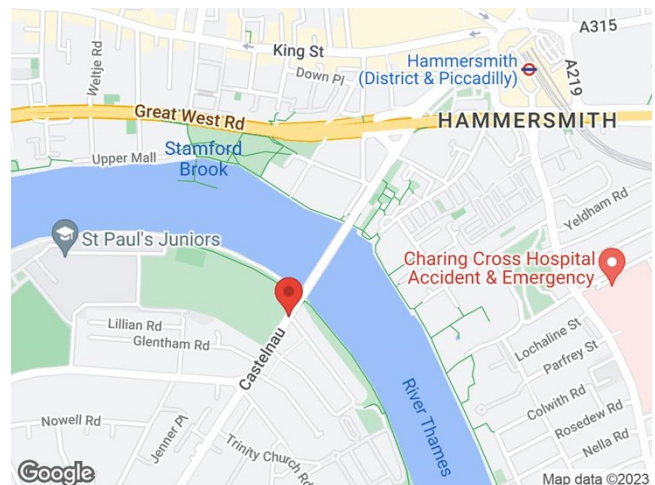 A315
King St
Hammersmith
(District & Piccadilly)
Down Pl
A219
Weltje Rd
Great West Rd
HAMMERSMITH
Upper Mall
Stamford
Brook
Yeldham Rd
St Paul's Juniors
Charing Cross Hospital
Accident & Emergency
Lillian Rd
Glentham Rd
Castelnau
Lochaline St
Parfrey St
River Thames
Colwith Rd
Nowell Rd
Jenner Pl
Rosedew Rd
Trinity Church Rd
Nella Rd
Google
Map data ©2023